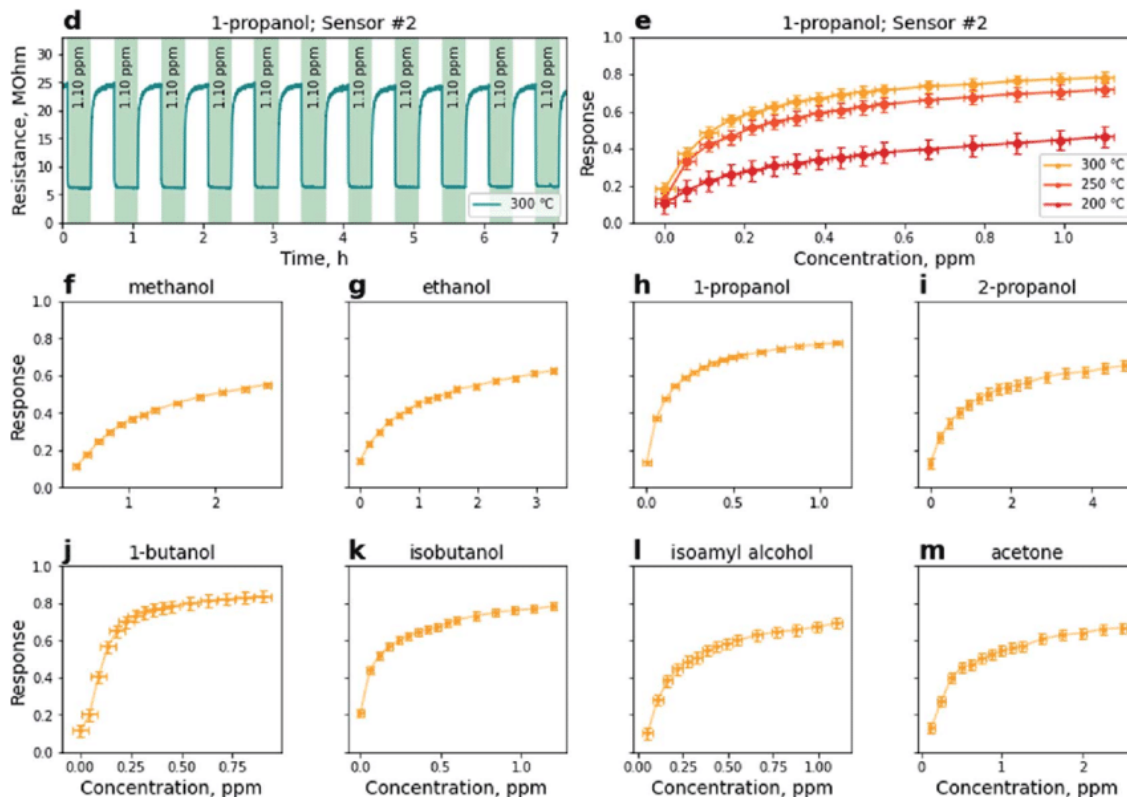 d 1-propanol; Sensor #2
Resistance, MOhm
30
25
20
15
10
5
0
1.10 ppm 1.10 ppm 1.10 ppm 1.10 ppm 1.10 ppm 1.10 ppm 1.10 ppm 1.10 ppm 1.10 ppm 1.10 ppm 1.10 ppm
300 °C
0 1 2 3 4 5 6 7
Time, h
e 1-propanol; Sensor #2
Response
1.0
0.8
0.6
0.4
0.2
0.0
300 °C
250 °C
200 °C
0.0 0.2 0.4 0.6 0.8 1.0
Concentration, ppm
f methanol
Response
1.0
0.8
0.6
0.4
0.2
0.0
1 2
g ethanol
0 1 2 3
h 1-propanol
0.0 0.5 1.0
i 2-propanol
0 2 4
j 1-butanol
Response
1.0
0.8
0.6
0.4
0.2
0.0
0.00 0.25 0.50 0.75
Concentration, ppm
k isobutanol
0.0 0.5 1.0
Concentration, ppm
l isoamyl alcohol
0.00 0.25 0.50 0.75 1.00
Concentration, ppm
m acetone
0 1 2
Concentration, ppm